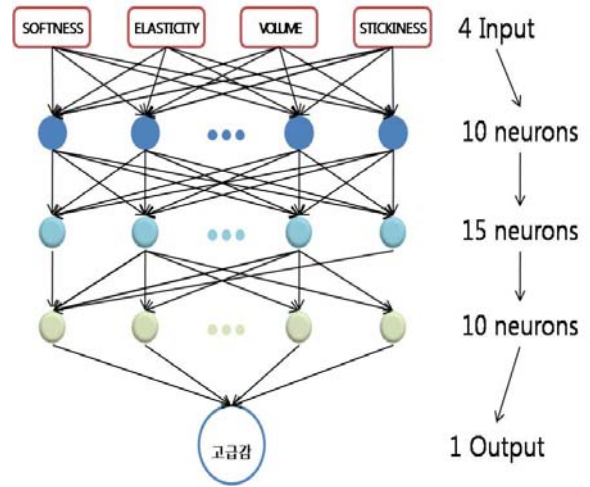 SOFTNESS
ELASTICITY
VOLUME
STICKINESS
4 Input
10 neurons
15 neurons
10 neurons
고급감
1 Output